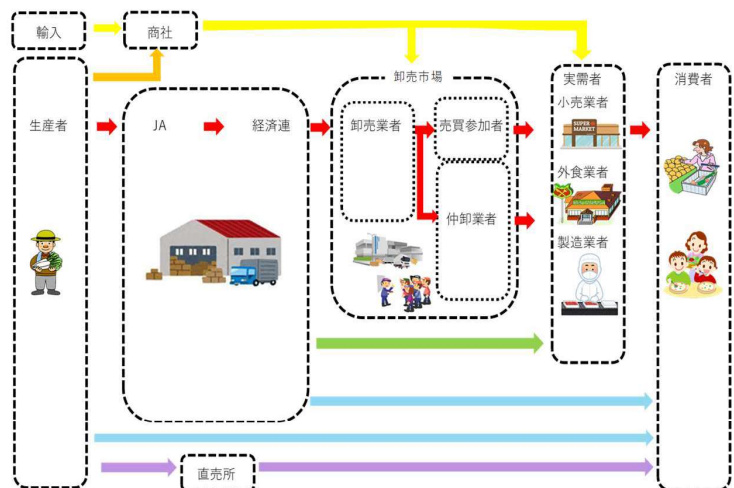 輸入
商社
生産者
JA
経済連
卸売市場
卸売業者
売買参加者
仲卸業者
実需者
小売業者
SUPER
MARKET
外食業者
製造業者
消費者
直売所